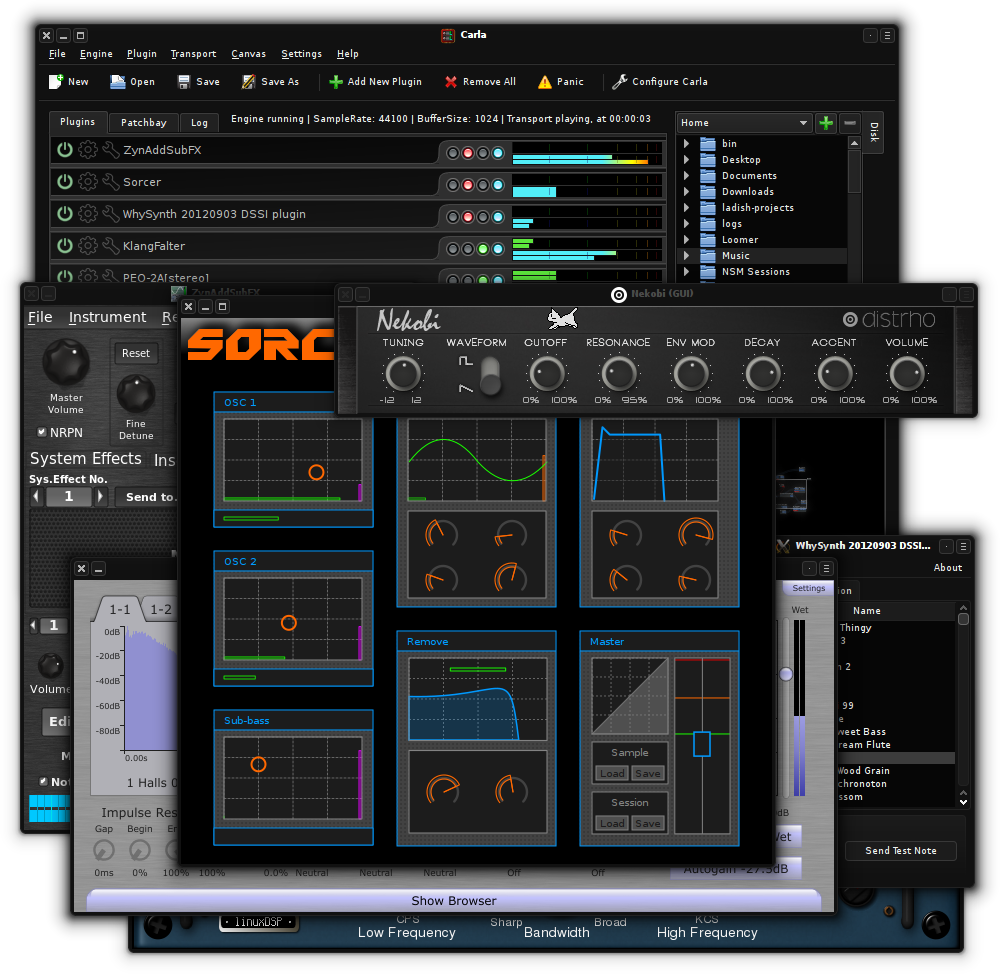 Carla
File Engine Plugin Transport Canvas Settings Help
New Open Save Save As Add New Plugin Remove All Panic Configure Carla
Plugins Patchbay Log Engine running | SampleRate: 44100 | BufferSize: 1024 | Transport playing, at 00:00:03
Home
Disk
ZynAddSubFX
Sorcer
WhySynth 20120903 DSSI plugin
KlangFalter
PEQ-2A[stereo]
bin
Desktop
Documents
Downloads
ladish-projects
logs
Loomer
Music
NSM Sessions
ZynAddSubFX
File Instrument Re
Reset
Master
Volume
Fine
Detune
NRPN
System Effects Ins
Sys.Effect No.
1 Send to.
1
Volume
Edi
M
Not
SORC
OSC 1
OSC 2
Sub-bass
Remove
Master
Sample
Load Save
Session
Load Save
Nekobi (GUI)
Nekobi
distrho
TUNING WAVEFORM CUTOFF RESONANCE ENV MOD DECAY ACCENT VOLUME
-12 12 0% 100% 0% 95% 0% 100% 0% 100% 0% 100% 0% 100%
WhySynth 20120903 DSSI...
About
ion
Name
Thingy
3
n 2
99
e
weet Bass
ream Flute
Wood Grain
chronoton
ssom
Send Test Note
Settings
Wet
1-1 1-2
0dB
-20dB
-40dB
-60dB
-80dB
0.00s
1 Halls 0
Impulse Res
Gap Begin En
0ms 0% 100% 100% 0.0% Neutral Neutral Neutral Off Off
dB
Wet
Autogain -27.5dB
Show Browser
linuxDSP
CFS Sharp Broad KCS
Low Frequency Bandwidth High Frequency